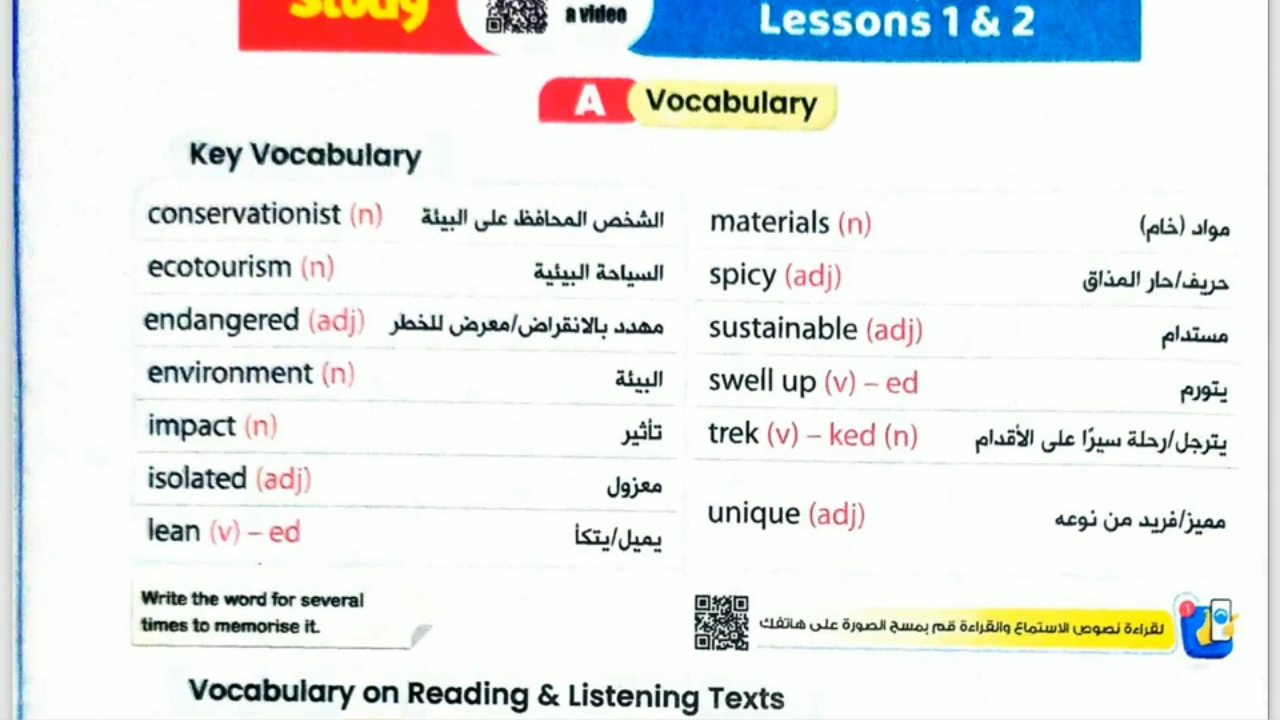 Study
a video
Lessons 1 & 2
A Vocabulary
Key Vocabulary
conservationist (n) الشخص المحافظ على البيئة
ecotourism (n) السياحة البيئية
endangered (adj) مهدد بالانقراض/معرض للخطر
environment (n) البيئة
impact (n) تأثير
isolated (adj) معزول
lean (v) – ed يميل/يتكأ
materials (n) مواد (خام)
spicy (adj) حريف/حار المذاق
sustainable (adj) مستدام
swell up (v) – ed يتورم
trek (v) – ked (n) يترجل/رحلة سيرًا على الأقدام
unique (adj) مميز/فريد من نوعه
Write the word for several
times to memorise it.
لقراءة نصوص الاستماع والقراءة قم بمسح الصورة على هاتفك
1
Vocabulary on Reading & Listening Texts